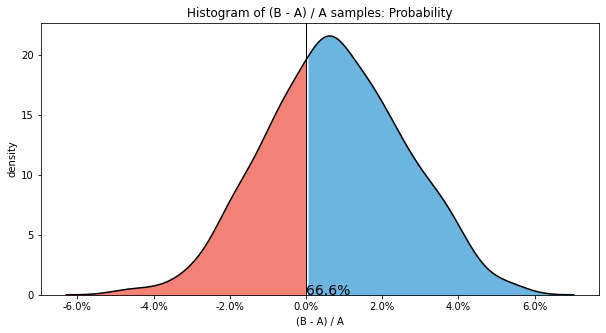 Histogram of (B - A) / A samples: Probability
density
20
15
10
5
0
66.6%
-6.0% -4.0% -2.0% 0.0% 2.0% 4.0% 6.0%
(B - A) / A